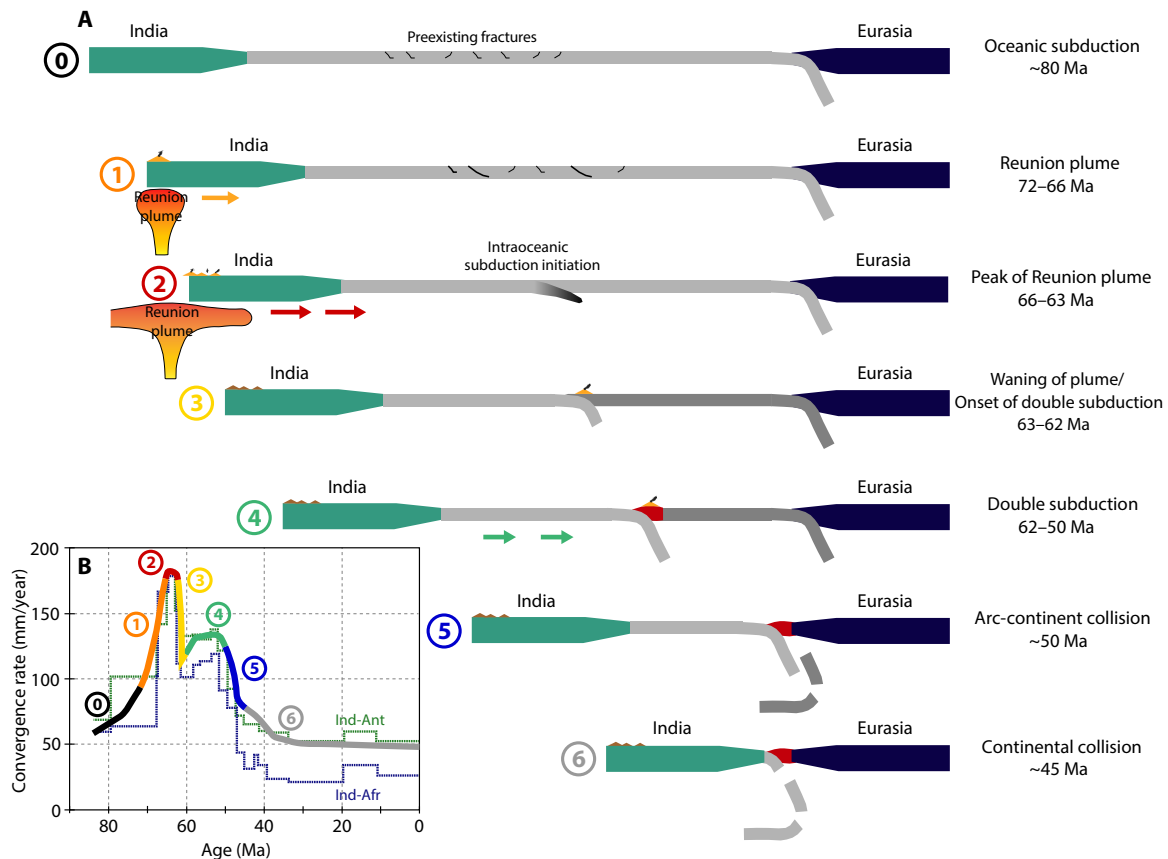 A
India
Preexisting fractures
Eurasia
0
Oceanic subduction
~80 Ma
India
Eurasia
1
Reunion plume
72–66 Ma
Reunion
plume
India
Intraoceanic
subduction initiation
Eurasia
2
Peak of Reunion plume
66–63 Ma
Reunion
plume
India
Eurasia
3
Waning of plume/
Onset of double subduction
63–62 Ma
India
Eurasia
4
Double subduction
62–50 Ma
India
Eurasia
5
Arc-continent collision
~50 Ma
India
Eurasia
6
Continental collision
~45 Ma
B
Convergence rate (mm/year)
200
150
100
50
0
80
60
40
20
0
Age (Ma)
0
1
2
3
4
5
6
Ind-Ant
Ind-Afr